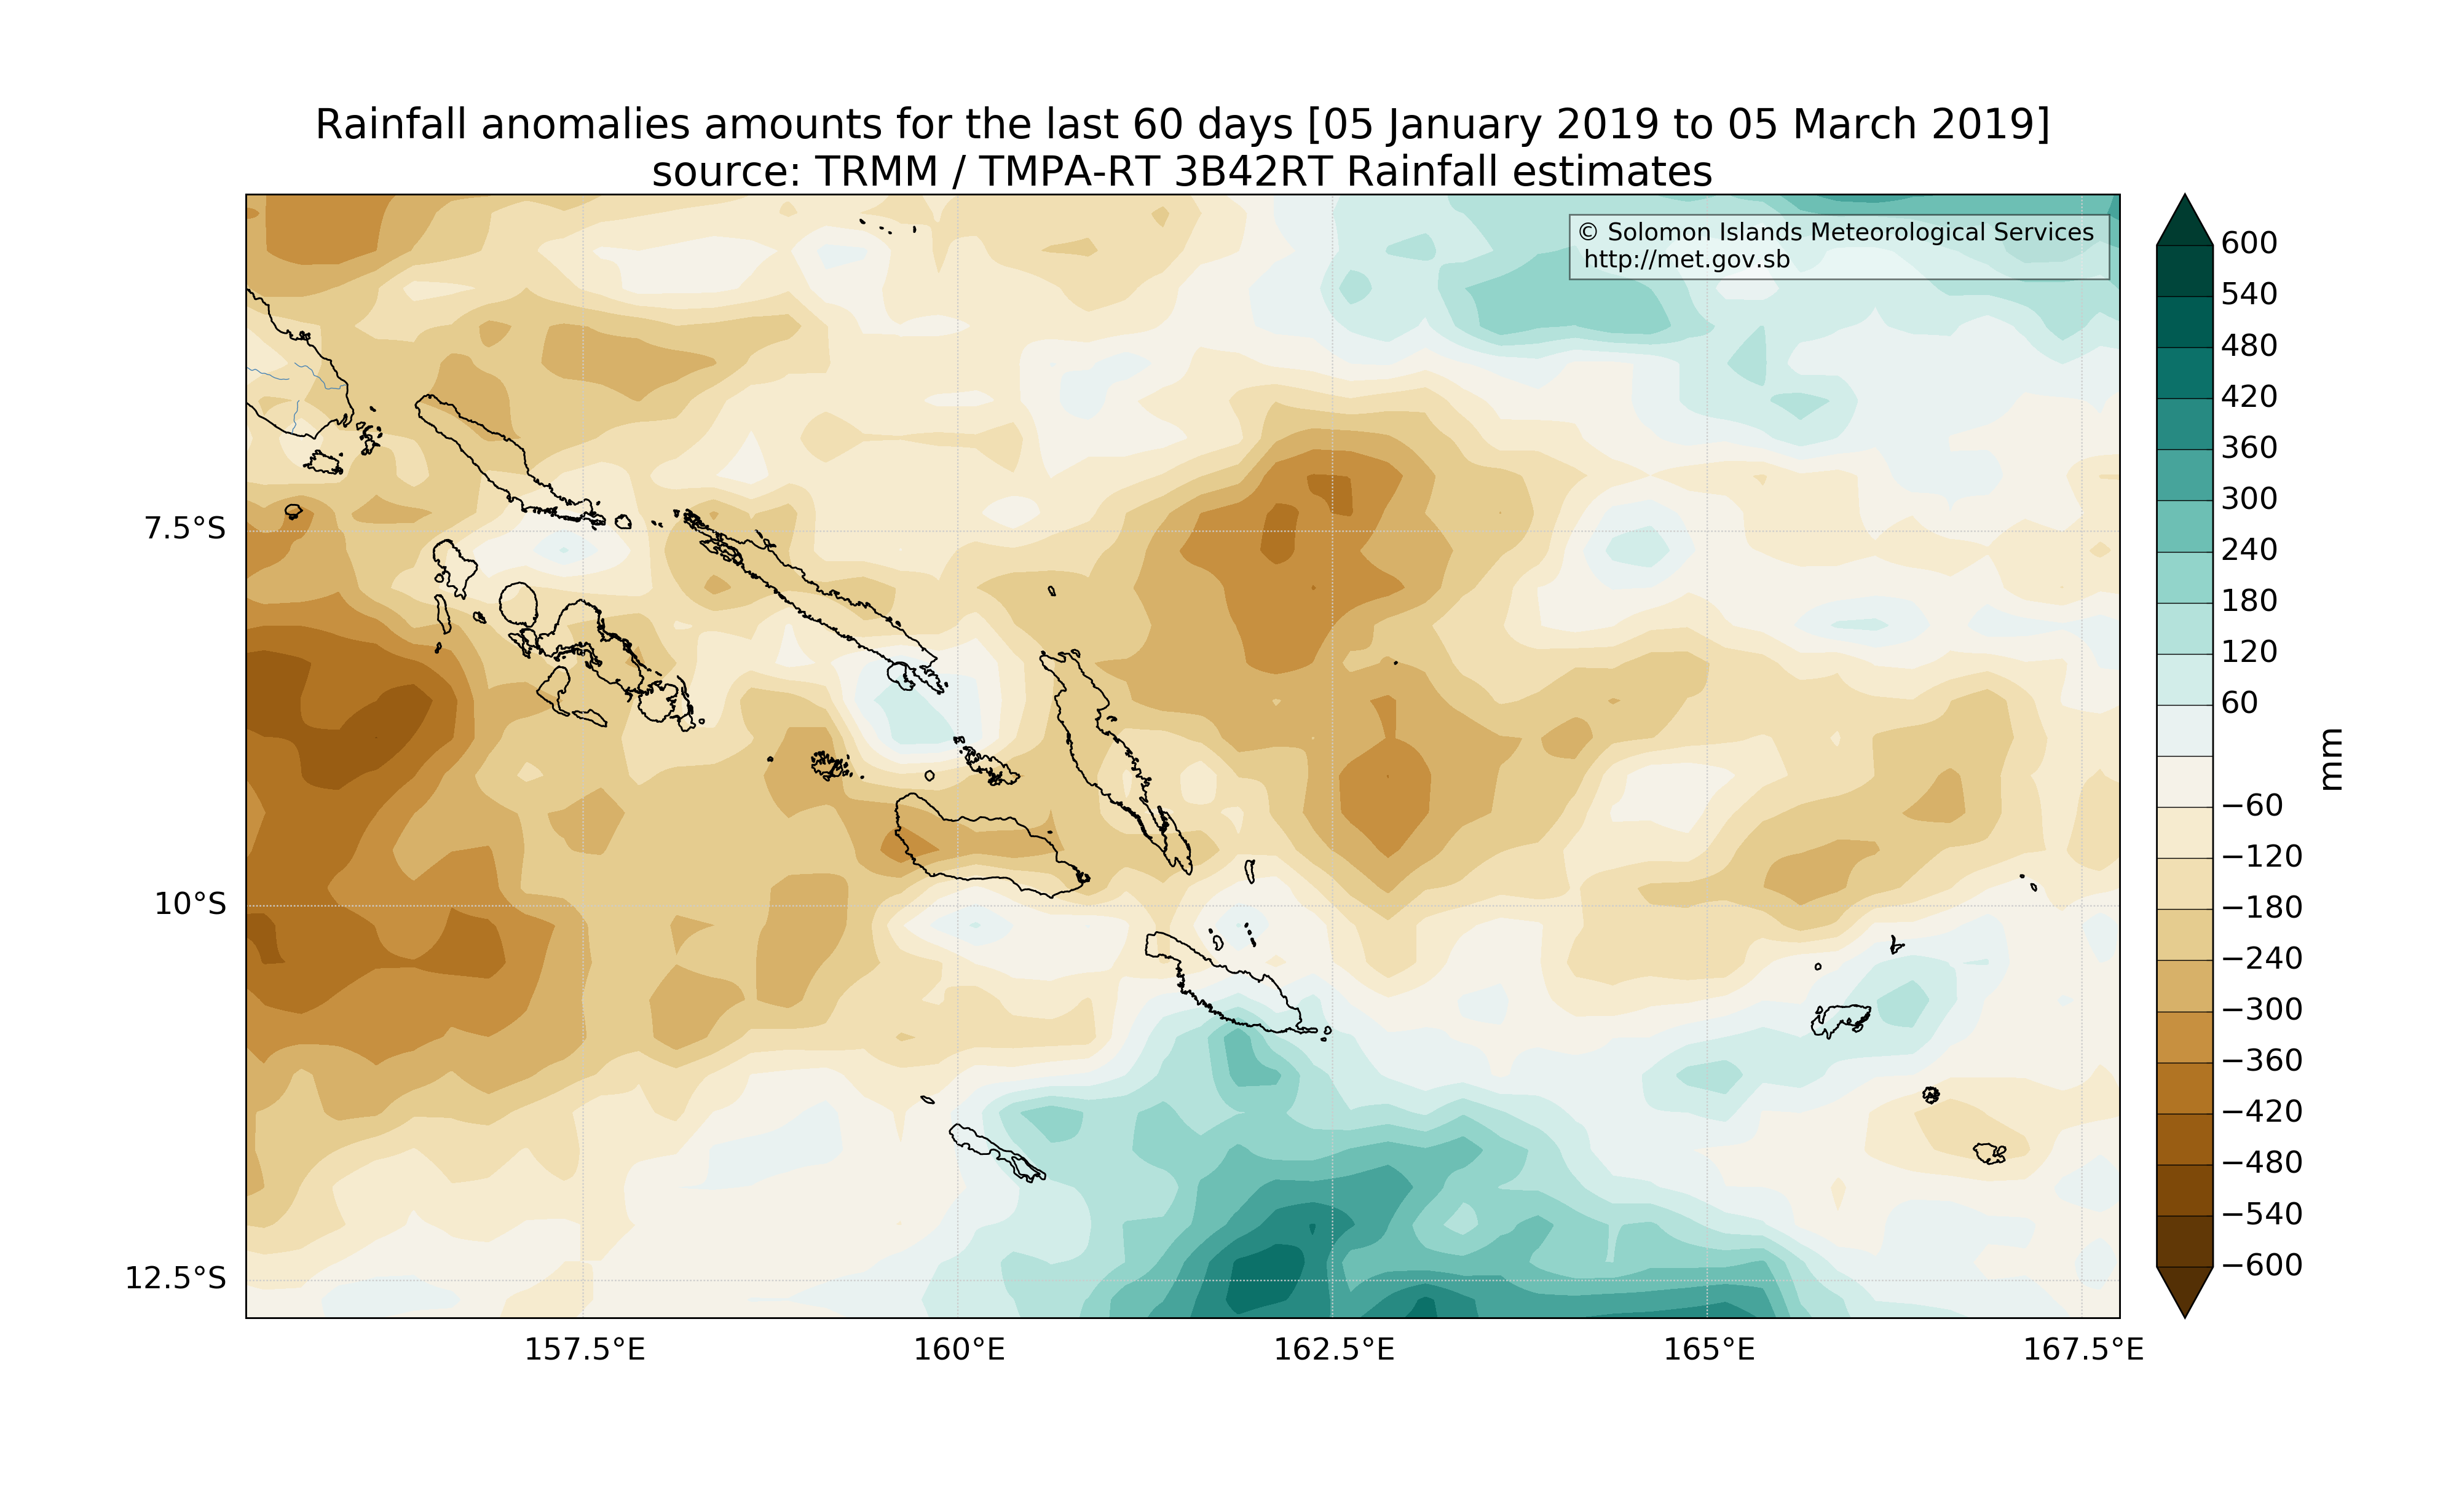 Rainfall anomalies amounts for the last 60 days [05 January 2019 to 05 March 2019]
source: TRMM / TMPA-RT 3B42RT Rainfall estimates
© Solomon Islands Meteorological Services
http://met.gov.sb
7.5°S
10°S
12.5°S
157.5°E
160°E
162.5°E
165°E
167.5°E
600
540
480
420
360
300
240
180
120
60
−60
−120
−180
−240
−300
−360
−420
−480
−540
−600
mm